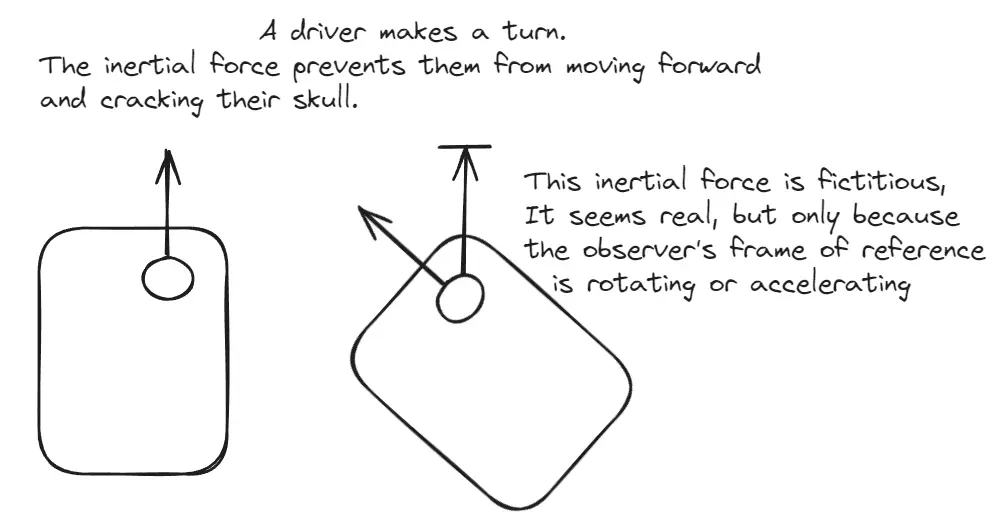 A driver makes a turn.
The inertial force prevents them from moving forward
and cracking their skull.
This inertial force is fictitious,
It seems real, but only because
the observer's frame of reference
is rotating or accelerating